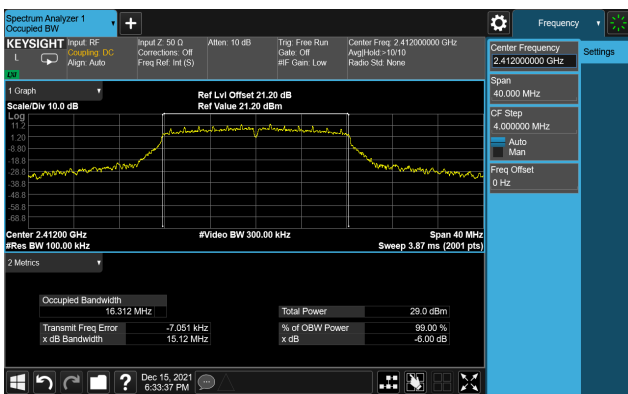 Spectrum Analyzer 1
Occupied BW
+
Frequency
KEYSIGHT Input: RF Input Z: 50 Ω Atten: 10 dB Trig: Free Run Center Freq: 2.412000000 GHz
L Coupling: DC Corrections: Off Gate: Off Avg|Hold:>10/10
Align: Auto Freq Ref: Int (S) #IF Gain: Low Radio Std: None
LXI
Center Frequency
2.412000000 GHz
Settings
Span
40.000 MHz
CF Step
4.000000 MHz
Auto
Man
Freq Offset
0 Hz
1 Graph
Ref Lvl Offset 21.20 dB
Scale/Div 10.0 dB Ref Value 21.20 dBm
Log
11.2
1.20
-8.80
-18.8
-28.8
-38.8
-48.8
-58.8
-68.8
Center 2.41200 GHz #Video BW 300.00 kHz Span 40 MHz
#Res BW 100.00 kHz Sweep 3.87 ms (2001 pts)
2 Metrics
Occupied Bandwidth
16.312 MHz Total Power 29.0 dBm
Transmit Freq Error -7.051 kHz % of OBW Power 99.00 %
x dB Bandwidth 15.12 MHz x dB -6.00 dB
? Dec 15, 2021
6:33:37 PM